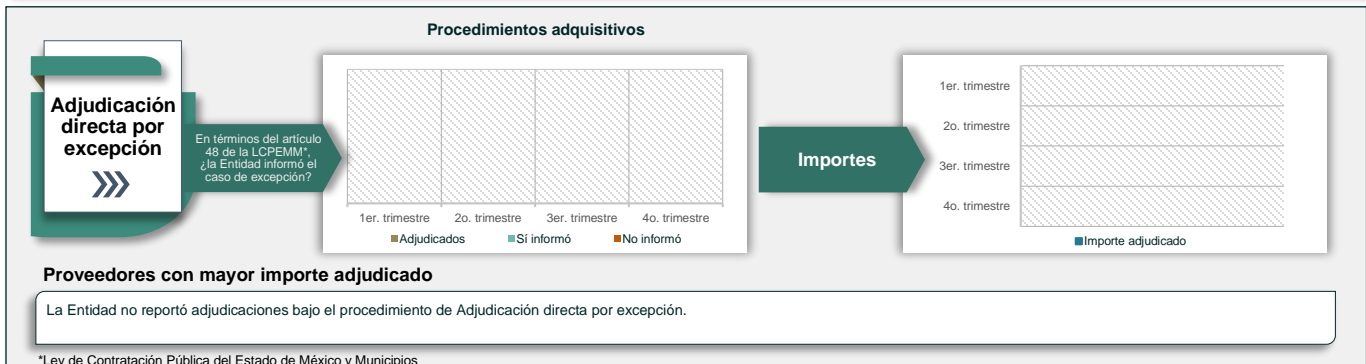 Procedimientos adquisitivos
Adjudicación
directa por
excepción
En términos del artículo
48 de la LCPEMM*,
¿la Entidad informó el
caso de excepción?
1er. trimestre
2o. trimestre
3er. trimestre
4o. trimestre
Adjudicados
Sí informó
No informó
Importes
1er. trimestre
2o. trimestre
3er. trimestre
4o. trimestre
Importe adjudicado
Proveedores con mayor importe adjudicado
La Entidad no reportó adjudicaciones bajo el procedimiento de Adjudicación directa por excepción.
*Ley de Contratación Pública del Estado de México y Municipios